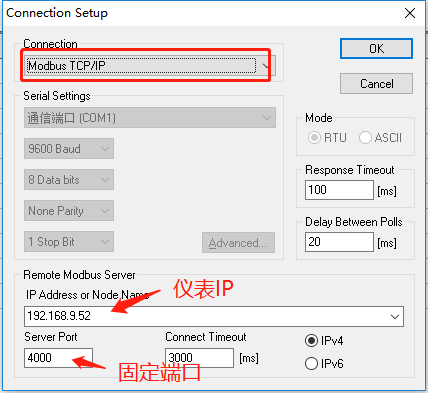 Connection Setup
Connection
Modbus TCP/IP
OK
Cancel
Serial Settings
通信端口 (COM1)
9600 Baud
8 Data bits
None Parity
1 Stop Bit
Advanced...
Mode
RTU
ASCII
Response Timeout
100
[ms]
Delay Between Polls
20
[ms]
Remote Modbus Server
IP Address or Node Name
仪表IP
192.168.9.52
Server Port
4000
固定端口
Connect Timeout
3000
[ms]
IPv4
IPv6